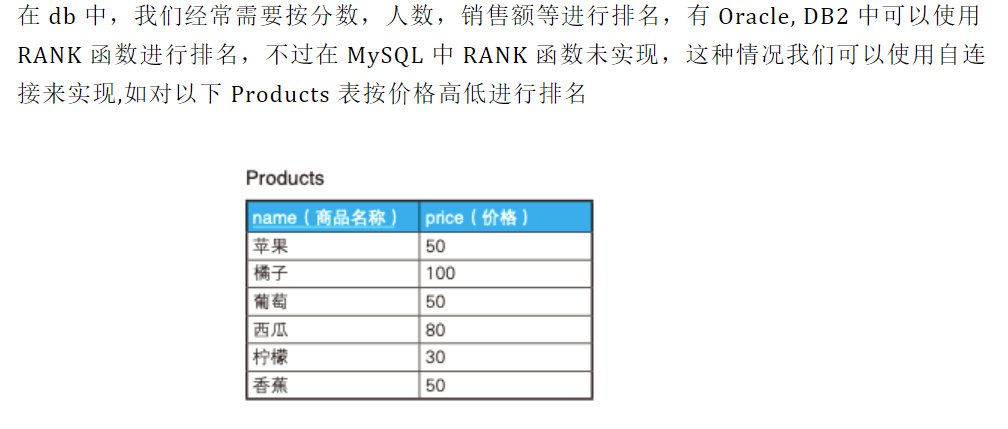 在 db 中，我们经常需要按分数，人数，销售额等进行排名，有 Oracle, DB2 中可以使用
RANK 函数进行排名，不过在 MySQL 中 RANK 函数未实现，这种情况我们可以使用自连
接来实现,如对以下 Products 表按价格高低进行排名
Products
name（商品名称） price（价格）
苹果 50
橘子 100
葡萄 50
西瓜 80
柠檬 30
香蕉 50